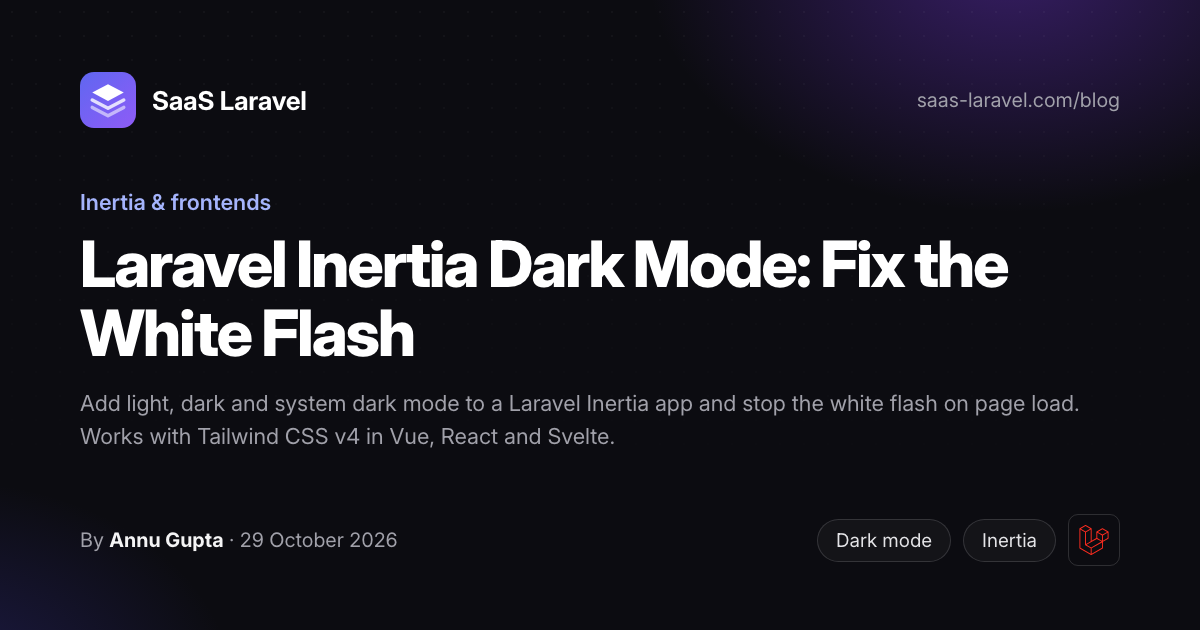 SaaS Laravel
saas-laravel.com/blog
Inertia & frontends
Laravel Inertia Dark Mode: Fix the
White Flash
Add light, dark and system dark mode to a Laravel Inertia app and stop the white flash on page load.
Works with Tailwind CSS v4 in Vue, React and Svelte.
By Annu Gupta · 29 October 2026
Dark mode
Inertia